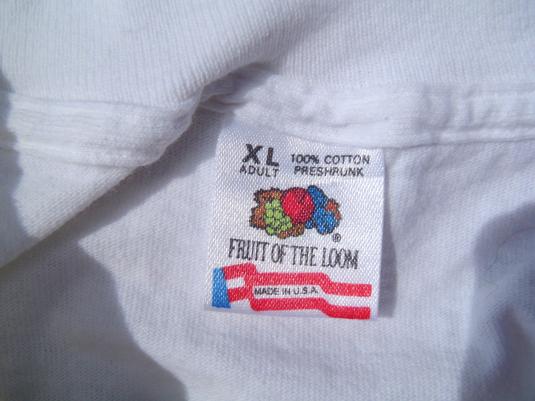 XL 100% COTTON
ADULT PRESHRUNK
®
FRUIT OF THE LOOM
MADE IN U.S.A.